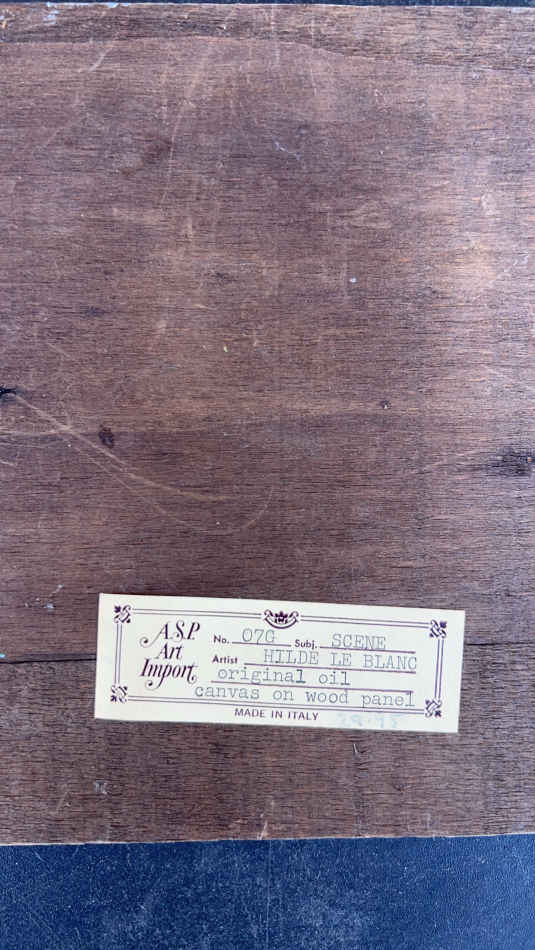 A.S.P. Art Import
No. 07G Subj. SCENE
Artist HILDE LE BLANC
original oil
canvas on wood panel
MADE IN ITALY